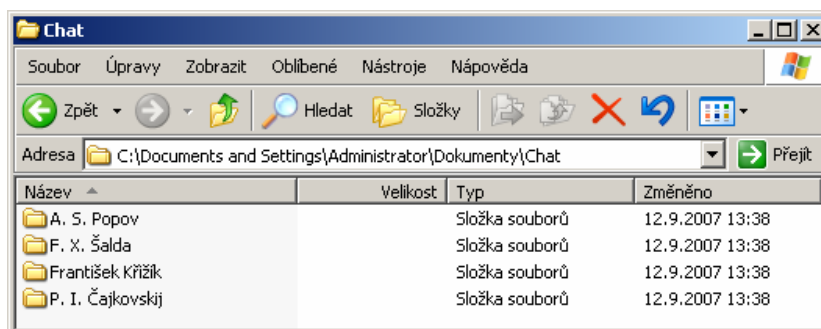 Chat
Soubor Úpravy Zobrazit Oblíbené Nástroje Nápověda
Zpět Hledat Složky
Adresa C:\Documents and Settings\Administrator\Dokumenty\Chat Přejít
Název Velikost Typ Změněno
A. S. Popov Složka souborů 12.9.2007 13:38
F. X. Šalda Složka souborů 12.9.2007 13:38
František Křižík Složka souborů 12.9.2007 13:38
P. I. Čajkovskij Složka souborů 12.9.2007 13:38